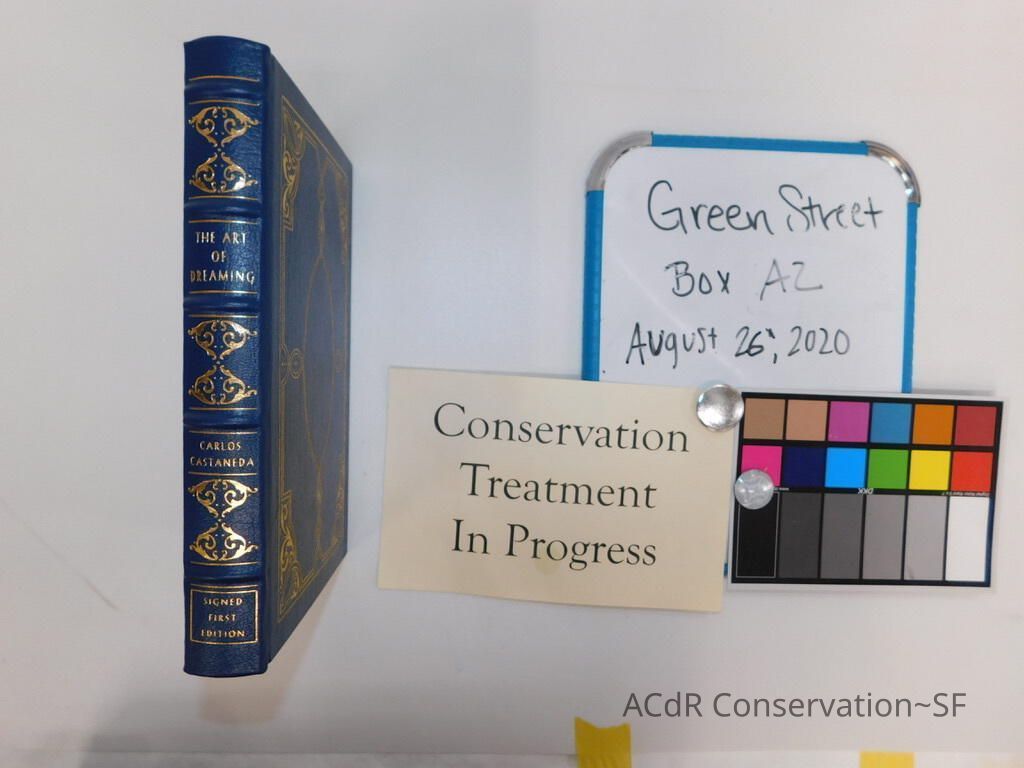 THE ART
OF
DREAMING
CARLOS
CASTANEDA
SIGNED
FIRST
EDITION
Green Street
Box A2
August 26, 2020
Conservation
Treatment
In Progress
DKK
ACdR Conservation~SF